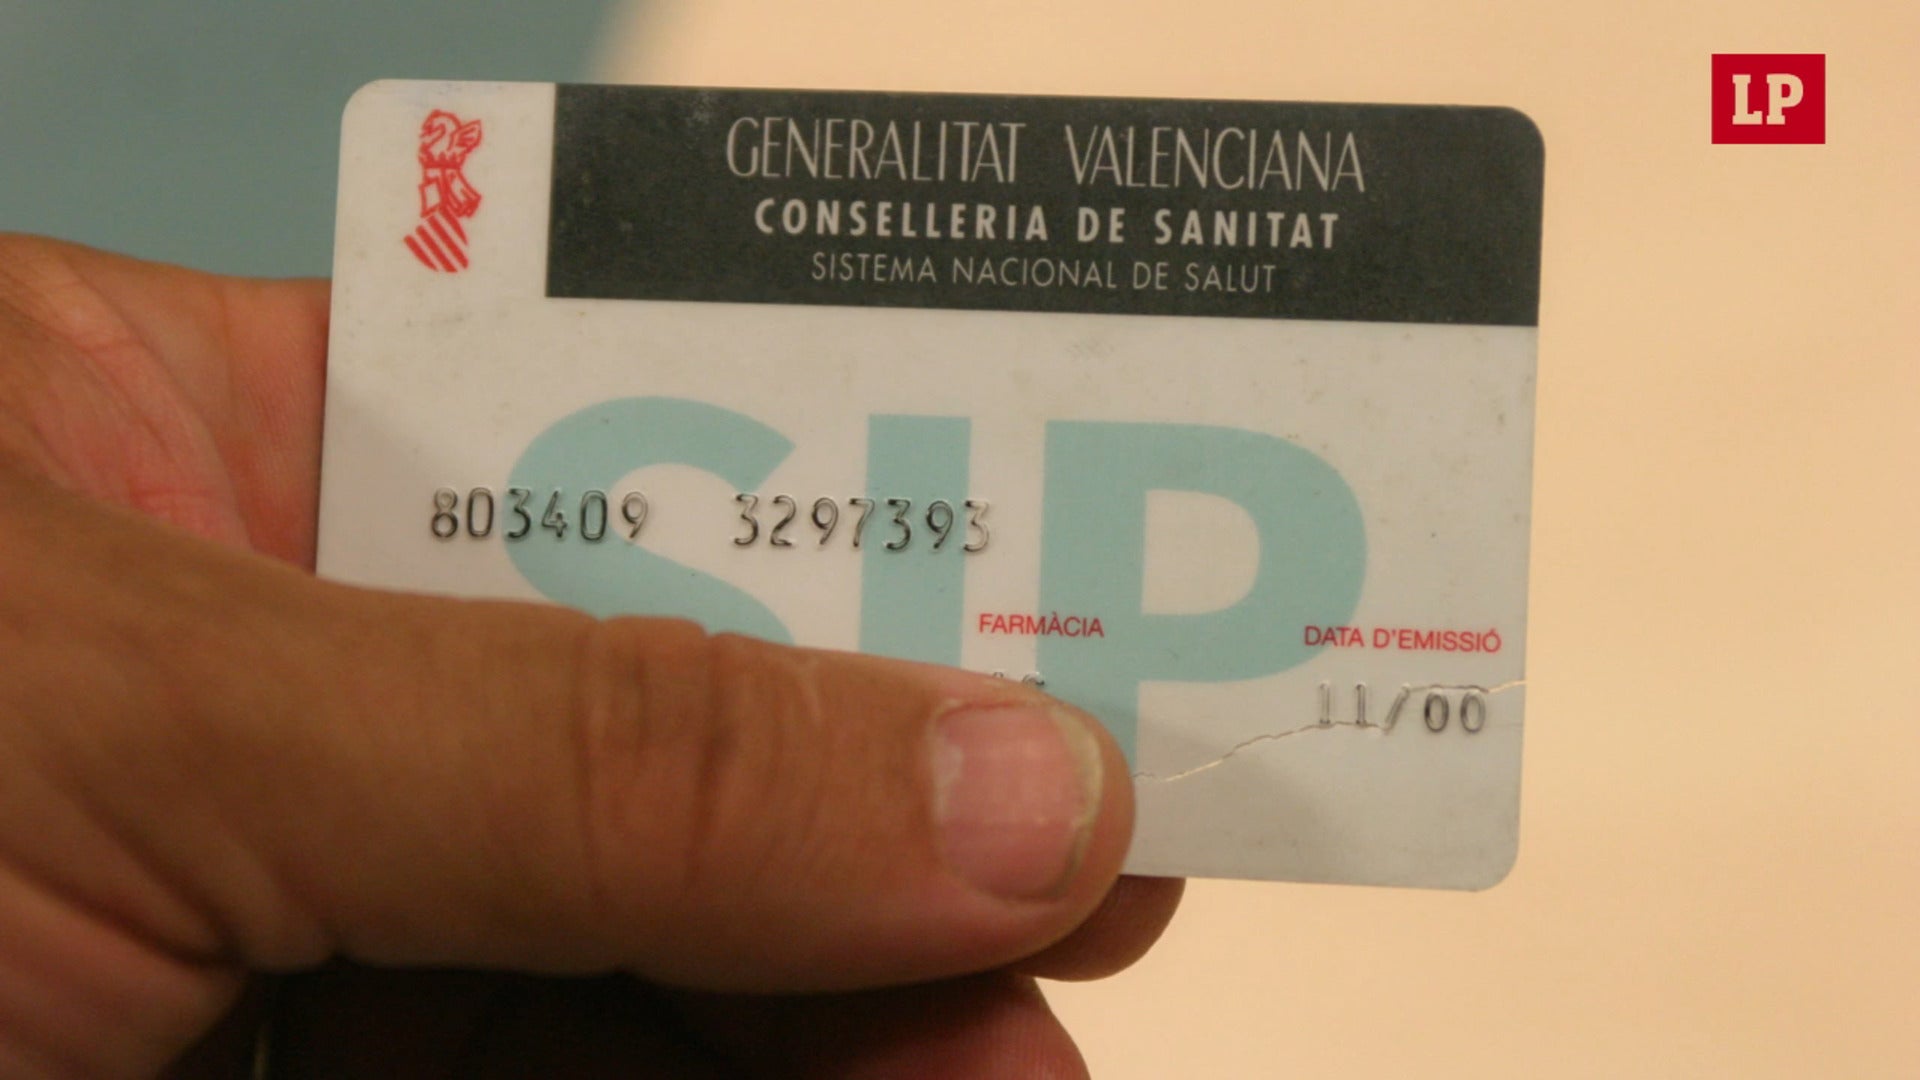 LP
GENERALITAT VALENCIANA
CONSELLERIA DE SANITAT
SISTEMA NACIONAL DE SALUT
SIP
803409 3297393
FARMÀCIA DATA D'EMISSIÓ
11/00